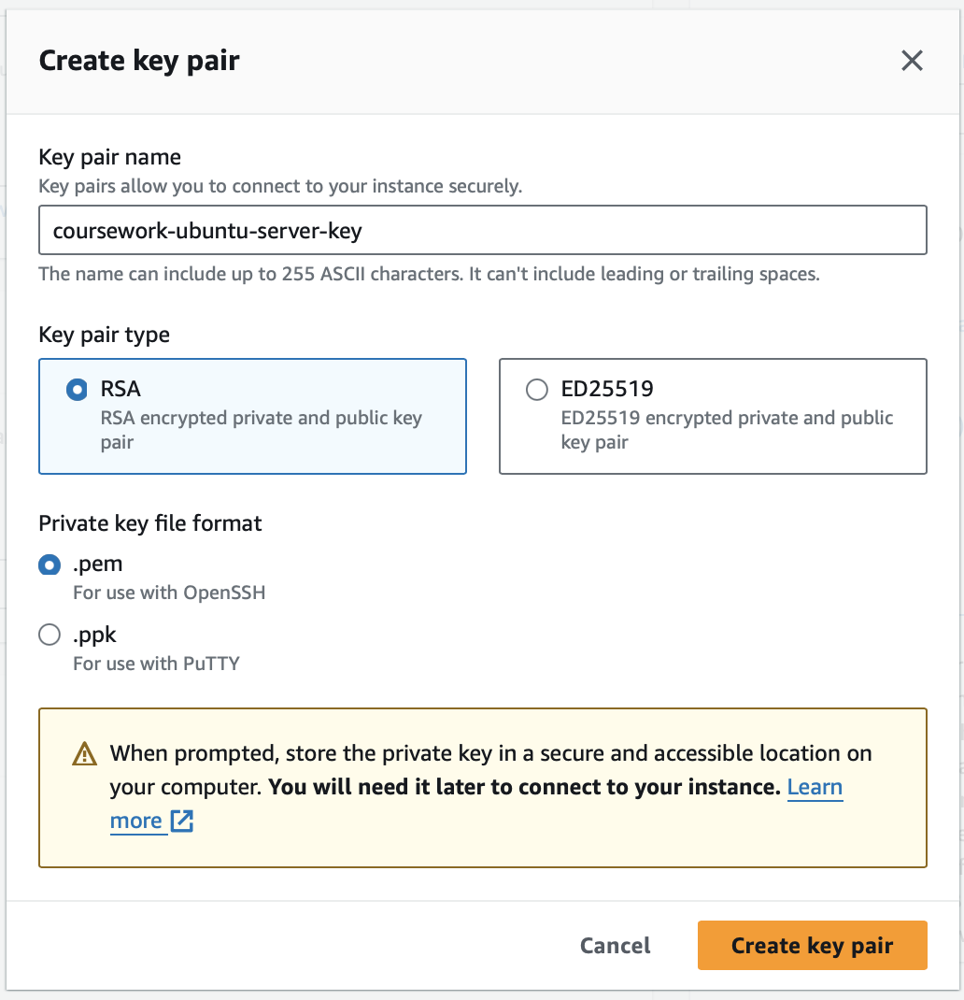 Create key pair
Key pair name
Key pairs allow you to connect to your instance securely.
coursework-ubuntu-server-key
The name can include up to 255 ASCII characters. It can't include leading or trailing spaces.
Key pair type
RSA
RSA encrypted private and public key
pair
ED25519
ED25519 encrypted private and public
key pair
Private key file format
.pem
For use with OpenSSH
.ppk
For use with PuTTY
When prompted, store the private key in a secure and accessible location on
your computer. You will need it later to connect to your instance. Learn
more
Cancel
Create key pair